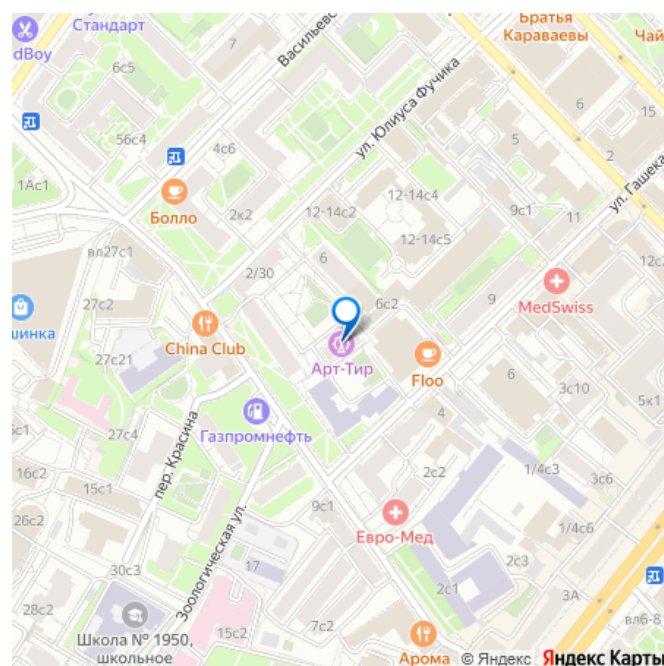 Стандарт
dBoy
7
Васильевс
Братья
Караваевы
Чай
6с5
ул. Юлиуса Фучика
6
15
56с4
4с6
5
2
1Ас1
Болло
2к2
12-14с4
9с1
11
ул. Гашека
12-14с2
12-14с5
вл27с1
2/30
6
12с2
27с2
6с2
9
MedSwiss
шинка
China Club
Арт-Тир
Floo
27с21
6
3с10
5к1
Газпромнефть
4
27с4
пер. Красина
16с2
15с1
2с2
1/4с3
3с6
9с1
26с2
Зоологическая ул.
Евро-Мед
1/4с6
30с3
17
2с3
2с1
3А
28с2
вл6-8
Школа № 1950,
школьное
15с2
7с2
Арома
© Яндекс
Яндекс Карты